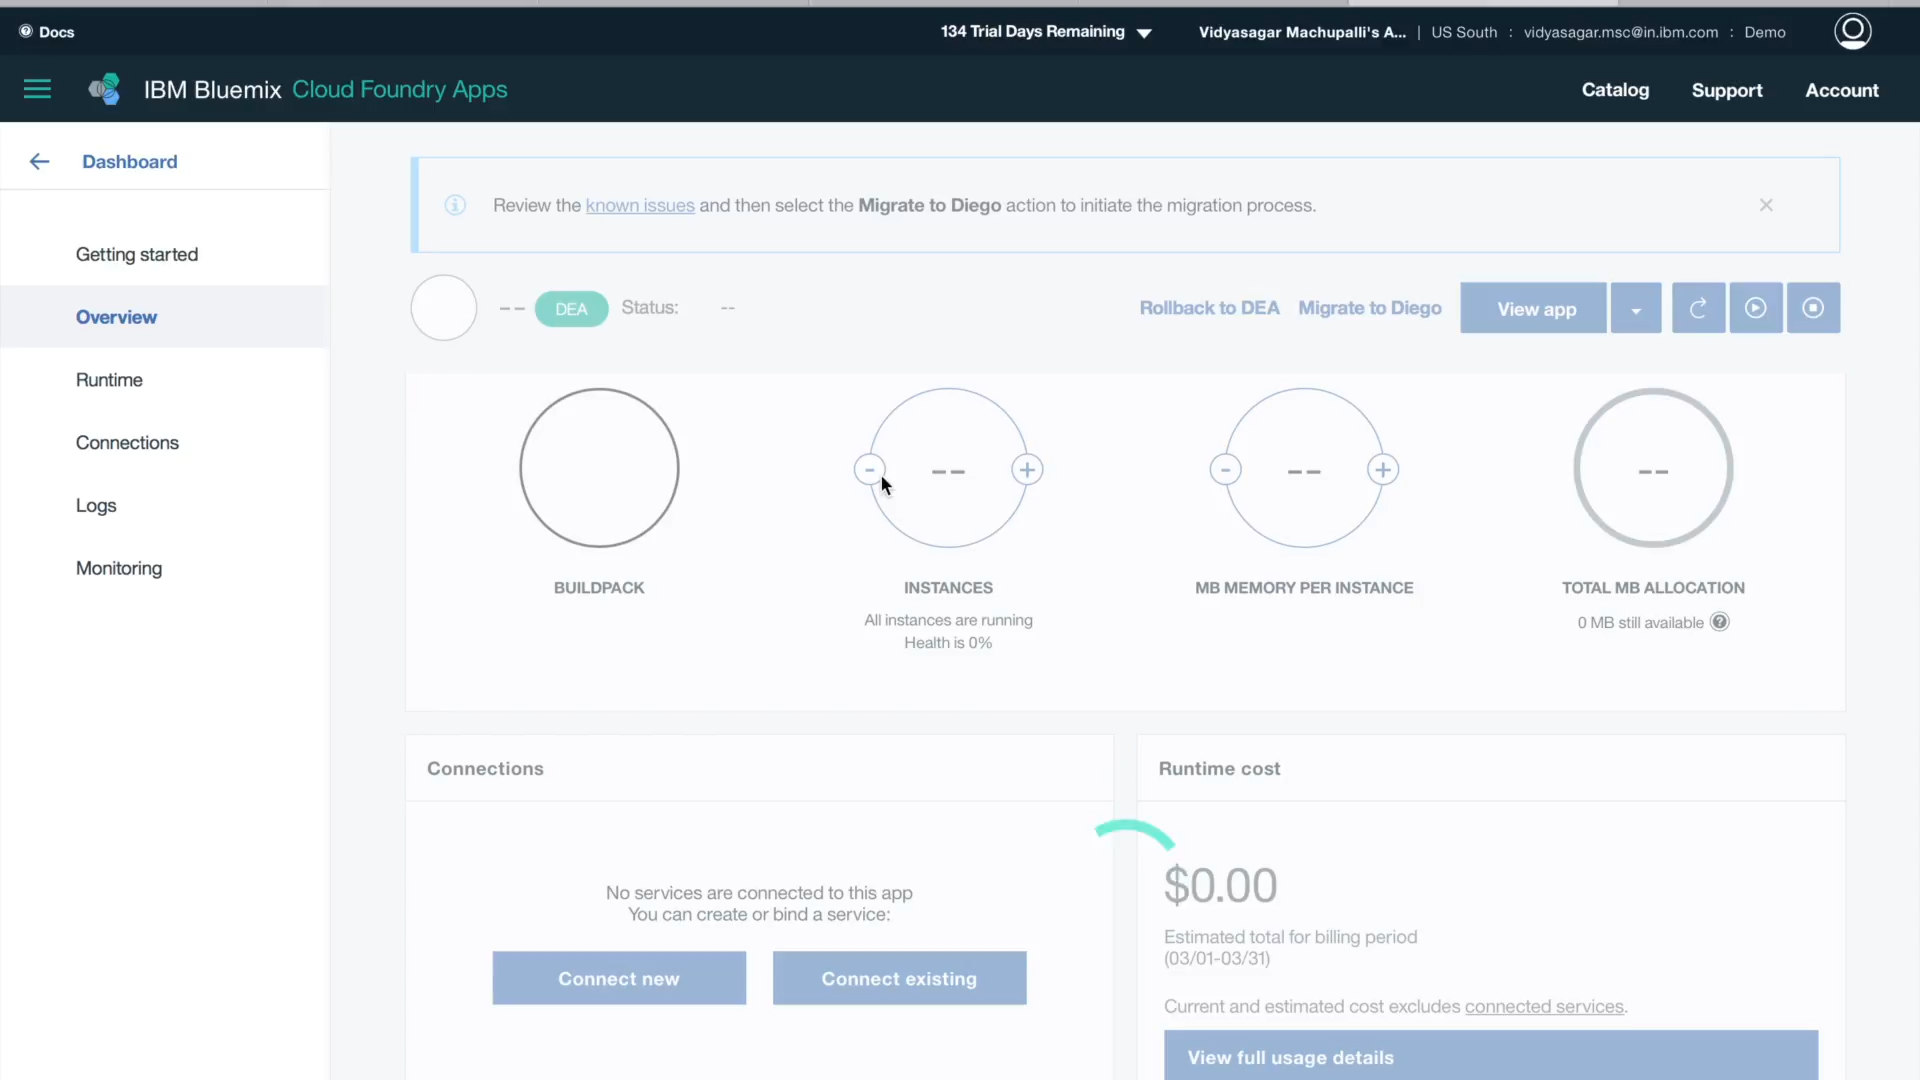 Docs
134 Trial Days Remaining
Vidyasagar Machupalli's A... | US South : vidyasagar.msc@in.ibm.com : Demo
IBM Bluemix Cloud Foundry Apps
Catalog
Support
Account
Dashboard
Getting started
Overview
Runtime
Connections
Logs
Monitoring
Review the known issues and then select the Migrate to Diego action to initiate the migration process.
-- DEA Status: --
Rollback to DEA
Migrate to Diego
View app
BUILDPACK
- -- +
INSTANCES
All instances are running
Health is 0%
- -- +
MB MEMORY PER INSTANCE
--
TOTAL MB ALLOCATION
0 MB still available
Connections
No services are connected to this app
You can create or bind a service:
Connect new
Connect existing
Runtime cost
$0.00
Estimated total for billing period
(03/01-03/31)
Current and estimated cost excludes connected services.
View full usage details